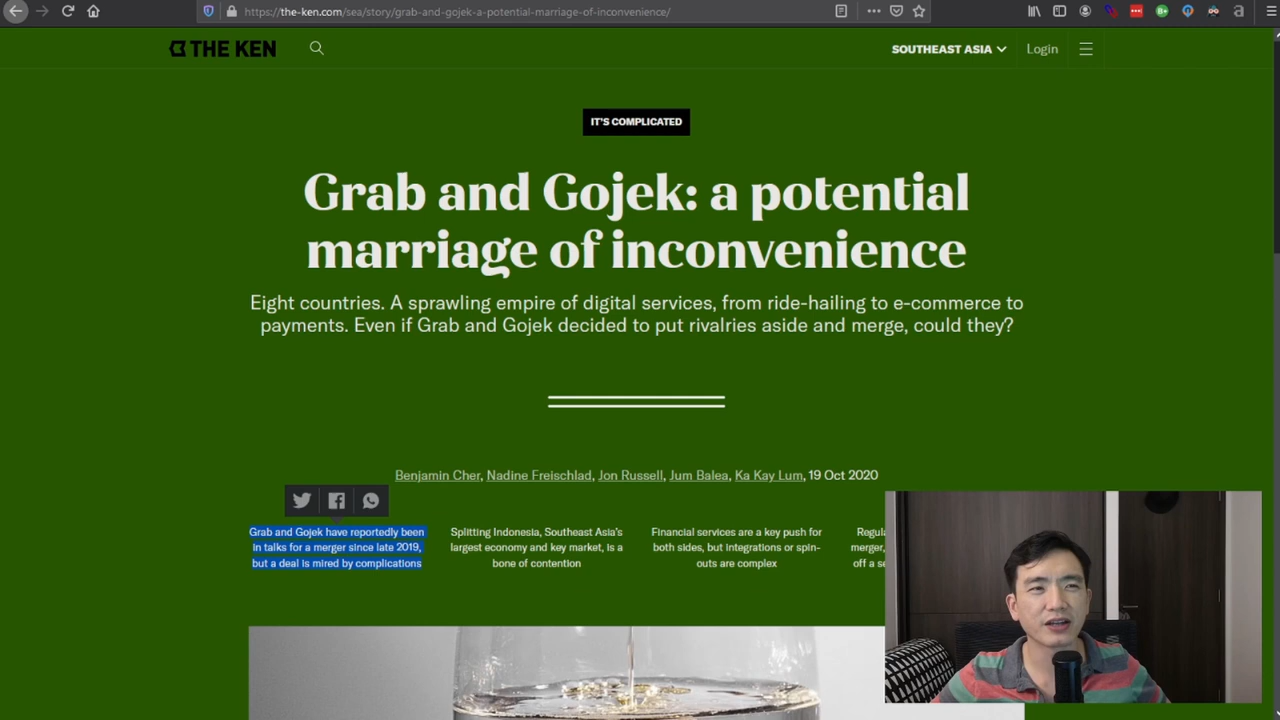 https://the-ken.com/sea/story/grab-and-gojek-a-potential-marriage-of-inconvenience/
THE KEN
SOUTHEAST ASIA
Login
IT'S COMPLICATED
Grab and Gojek: a potential
marriage of inconvenience
Eight countries. A sprawling empire of digital services, from ride-hailing to e-commerce to
payments. Even if Grab and Gojek decided to put rivalries aside and merge, could they?
Benjamin Cher, Nadine Freischlad, Jon Russell, Jum Balea, Ka Kay Lum, 19 Oct 2020
Grab and Gojek have reportedly been
in talks for a merger since late 2019,
but a deal is mired by complications
Splitting Indonesia, Southeast Asia's
largest economy and key market, is a
bone of contention
Financial services are a key push for
both sides, but integrations or spin-
outs are complex
merger,
off a